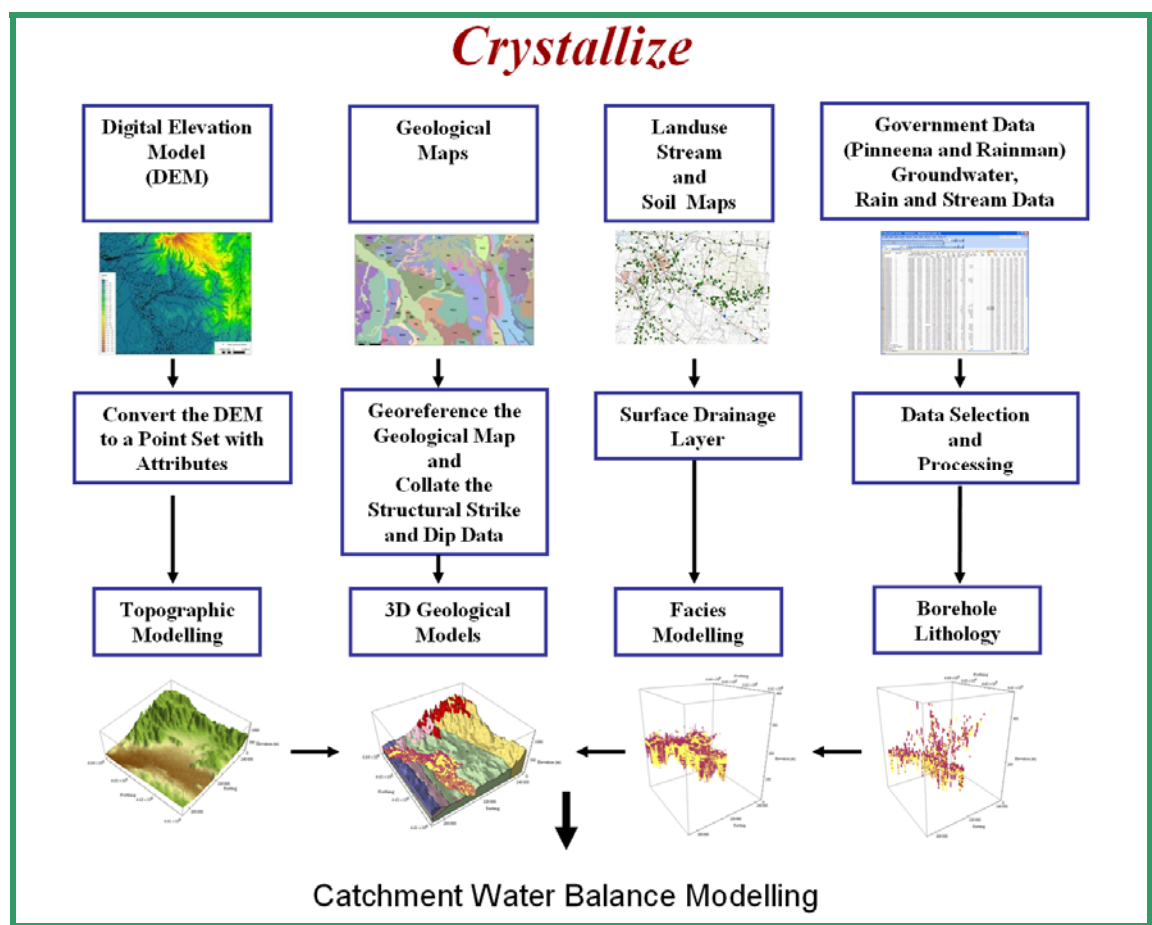 Crystallize
Digital Elevation
Model
(DEM)
Geological
Maps
Landuse
Stream
and
Soil Maps
Government Data
(Pinneena and Rainman)
Groundwater,
Rain and Stream Data
Convert the DEM
to a Point Set with
Attributes
Georeference the
Geological Map
and
Collate the
Structural Strike
and Dip Data
Surface Drainage
Layer
Data Selection
and
Processing
Topographic
Modelling
3D Geological
Models
Facies
Modelling
Borehole
Lithology
Catchment Water Balance Modelling